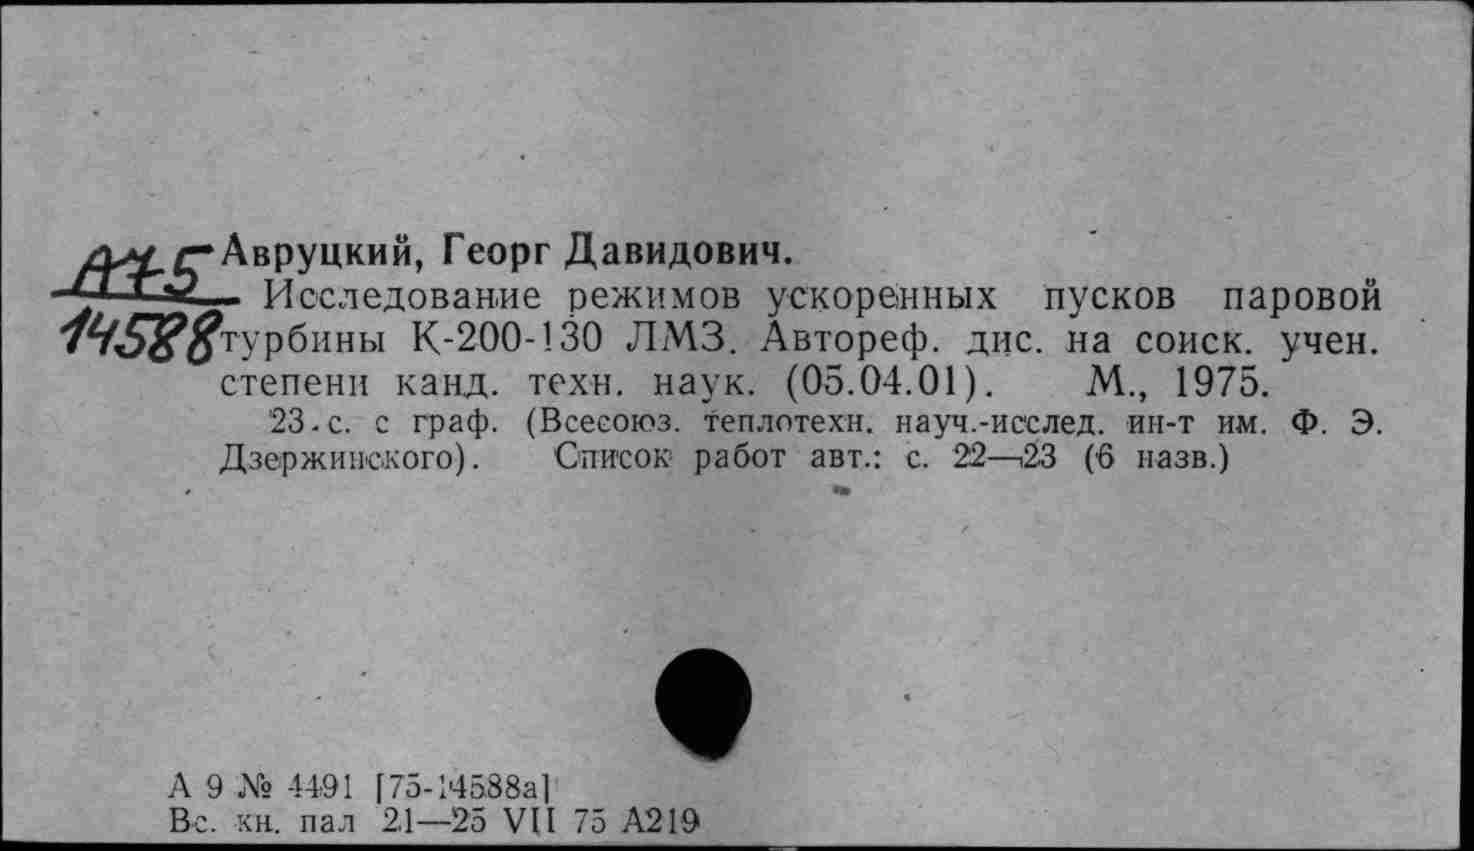 А75
14588
Авруцкий, Георг Давидович.
Исследование режимов ускоренных пусков паровой
турбины К-200-130 ЛМЗ. Автореф. дис. на соиск. учен.
степени канд. техн. наук. (05.04.01). М., 1975.
23 с. с граф. (Всесоюз. теплотехн. науч.-исслед. ин-т им. Ф. Э.
Дзержинского). Список работ авт.: с. 22—23 (6 назв.)
А 9 № 4491 [75-14588а]
Вс. кн. пал 21—25 VII 75 А219